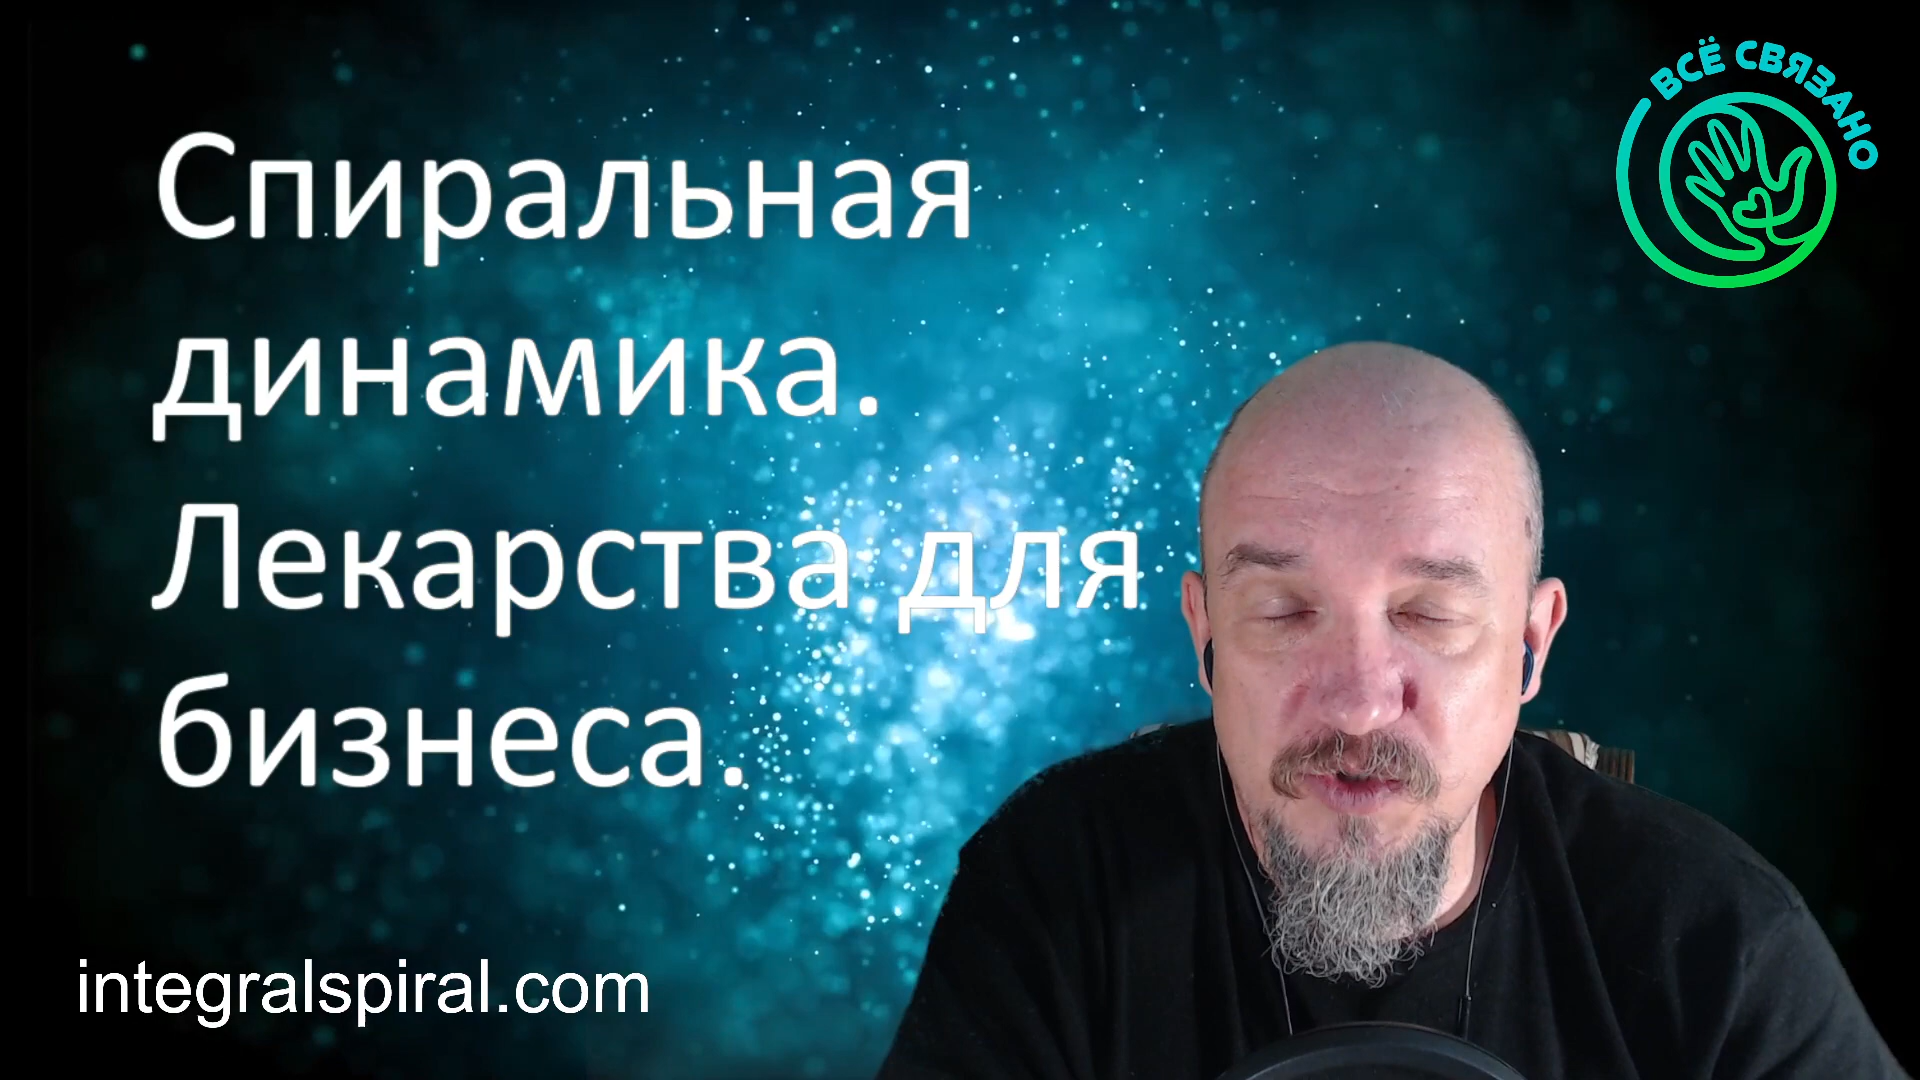 ВСЁ СВЯЗАНО
Спиральная
динамика.
Лекарства для
бизнеса.
integralspiral.com